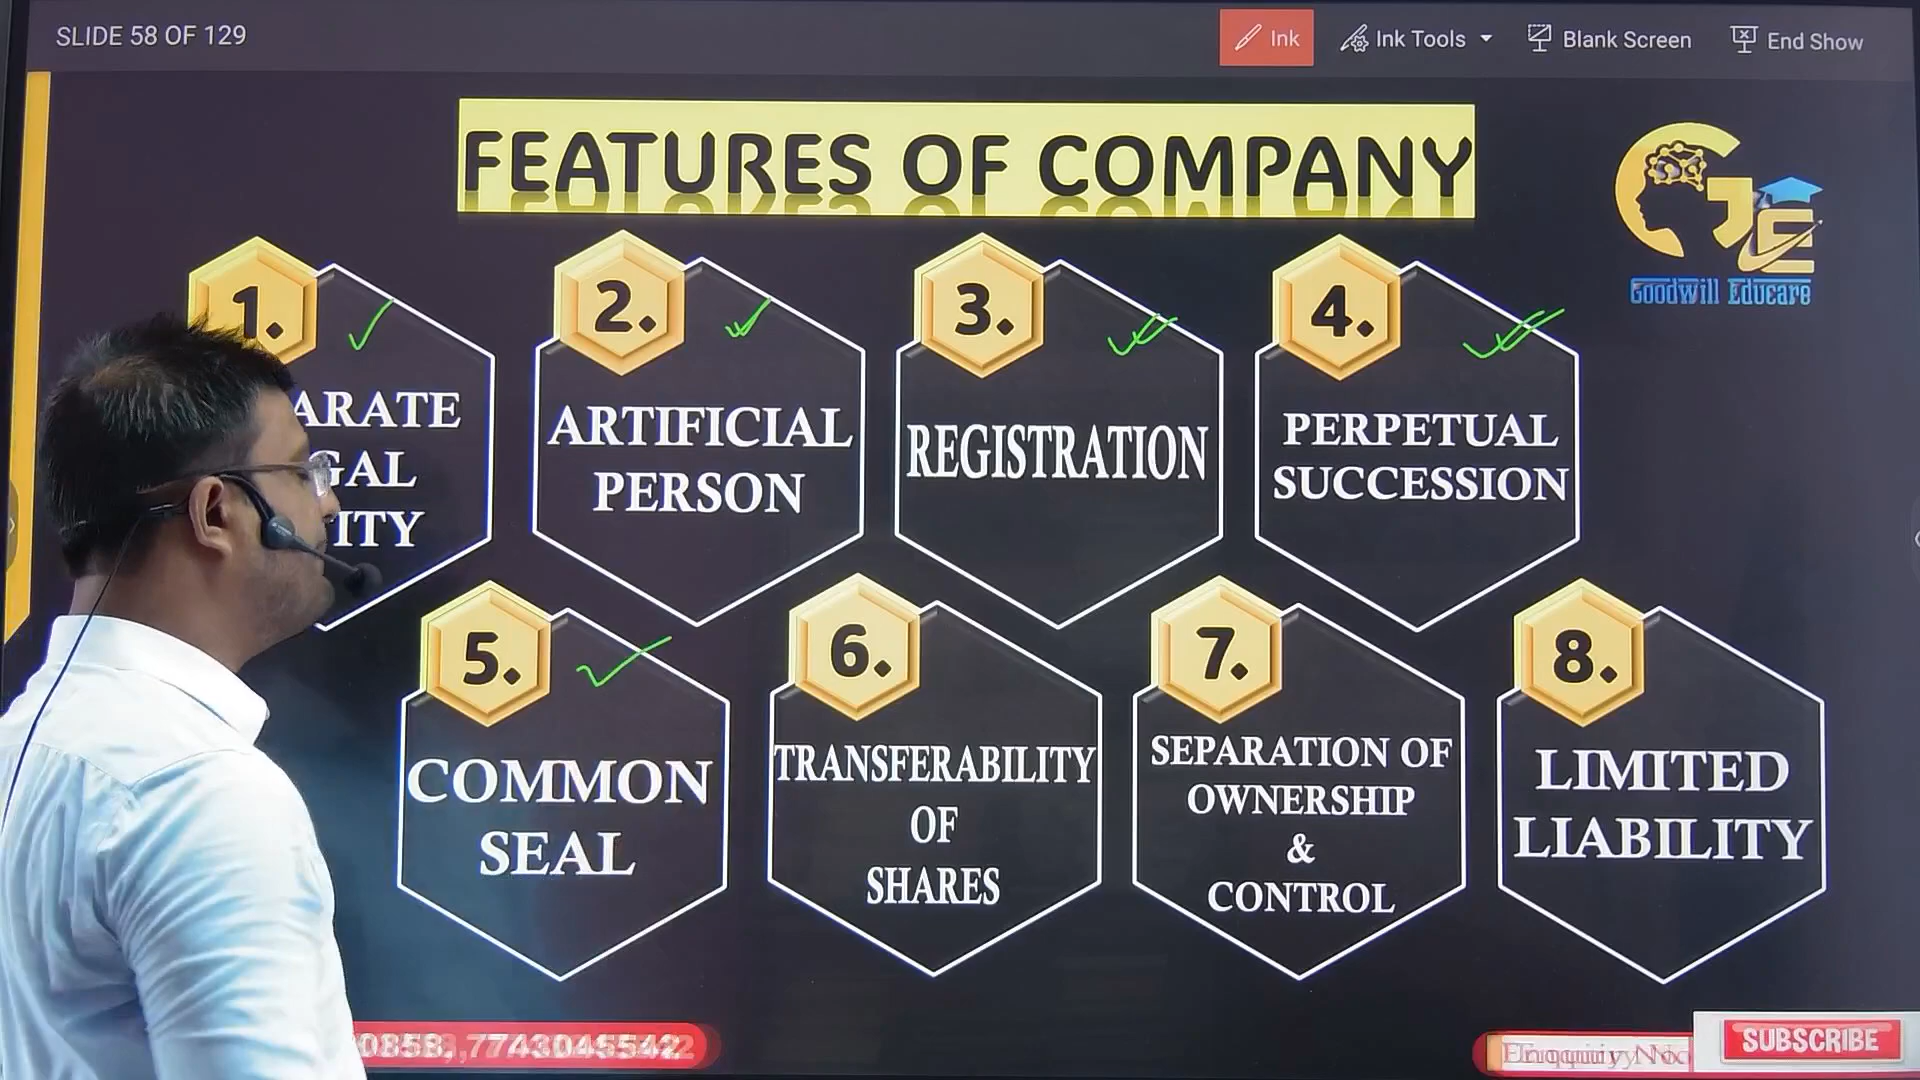 SLIDE 58 OF 129
Ink
Ink Tools
Blank Screen
End Show
FEATURES OF COMPANY
GE
GoodWill Educare
1.
ARATE
GAL
ITY
2.
ARTIFICIAL
PERSON
3.
REGISTRATION
4.
PERPETUAL
SUCCESSION
5.
COMMON
SEAL
6.
TRANSFERABILITY
OF
SHARES
7.
SEPARATION OF
OWNERSHIP
&
CONTROL
8.
LIMITED
LIABILITY
SUBSCRIBE